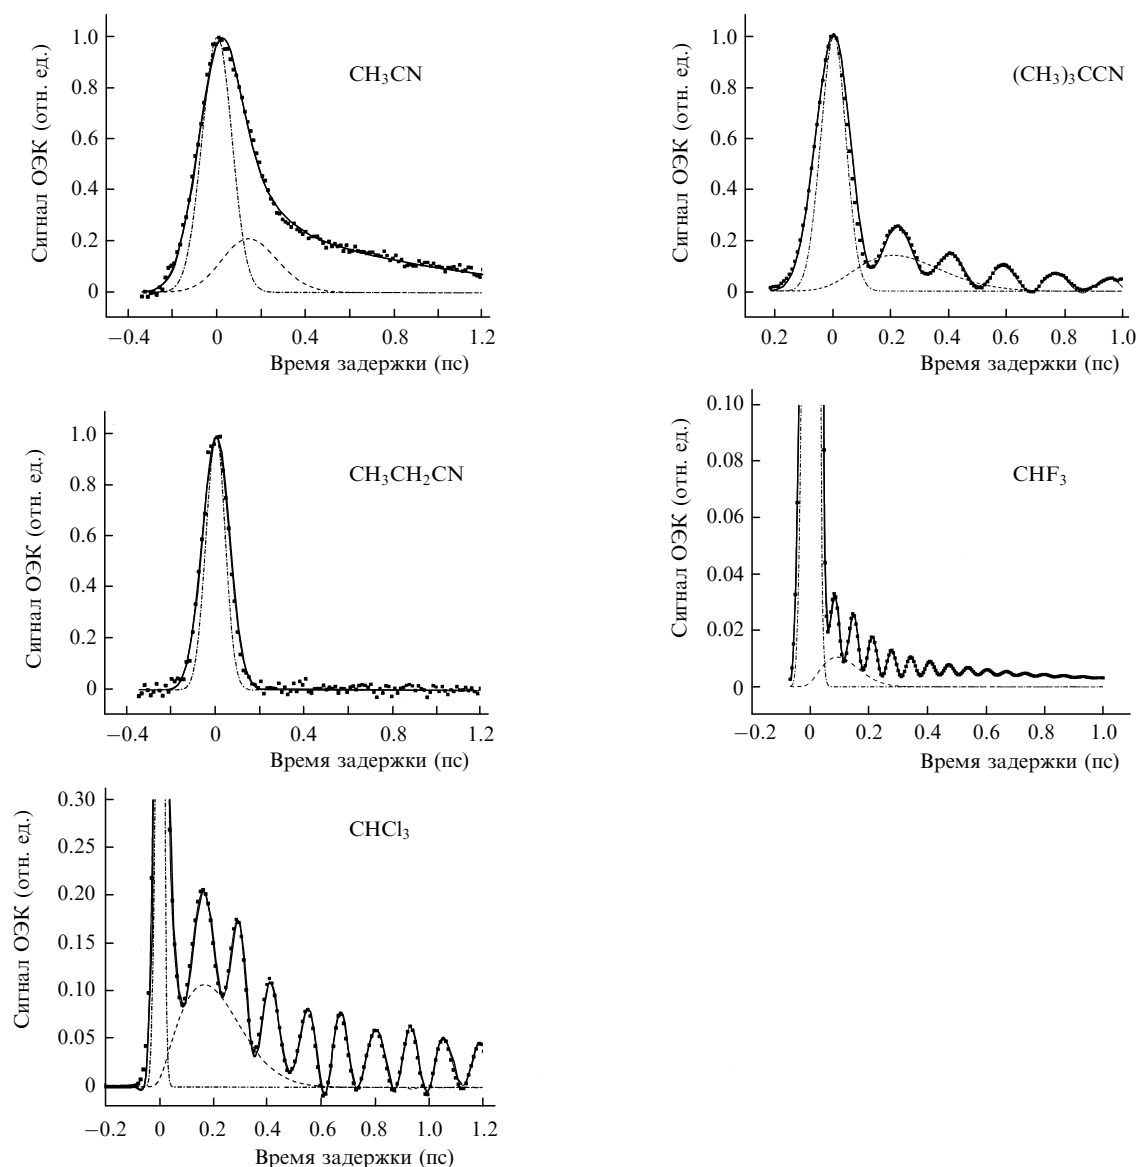 Сигнал ОЭК (отн. ед.)
1.0
0.8
0.6
0.4
0.2
0
CH₃CN
−0.4 0 0.4 0.8 1.2
Время задержки (пс)
Сигнал ОЭК (отн. ед.)
1.0
0.8
0.6
0.4
0.2
0
(CH₃)₃CCN
0.2 0 0.2 0.4 0.6 0.8 1.0
Время задержки (пс)
Сигнал ОЭК (отн. ед.)
1.0
0.8
0.6
0.4
0.2
0
CH₃CH₂CN
−0.4 0 0.4 0.8 1.2
Время задержки (пс)
Сигнал ОЭК (отн. ед.)
0.10
0.08
0.06
0.04
0.02
0
CHF₃
−0.2 0 0.2 0.4 0.6 0.8 1.0
Время задержки (пс)
Сигнал ОЭК (отн. ед.)
0.30
0.25
0.20
0.15
0.10
0.05
0
CHCl₃
−0.2 0 0.2 0.4 0.6 0.8 1.0 1.2
Время задержки (пс)